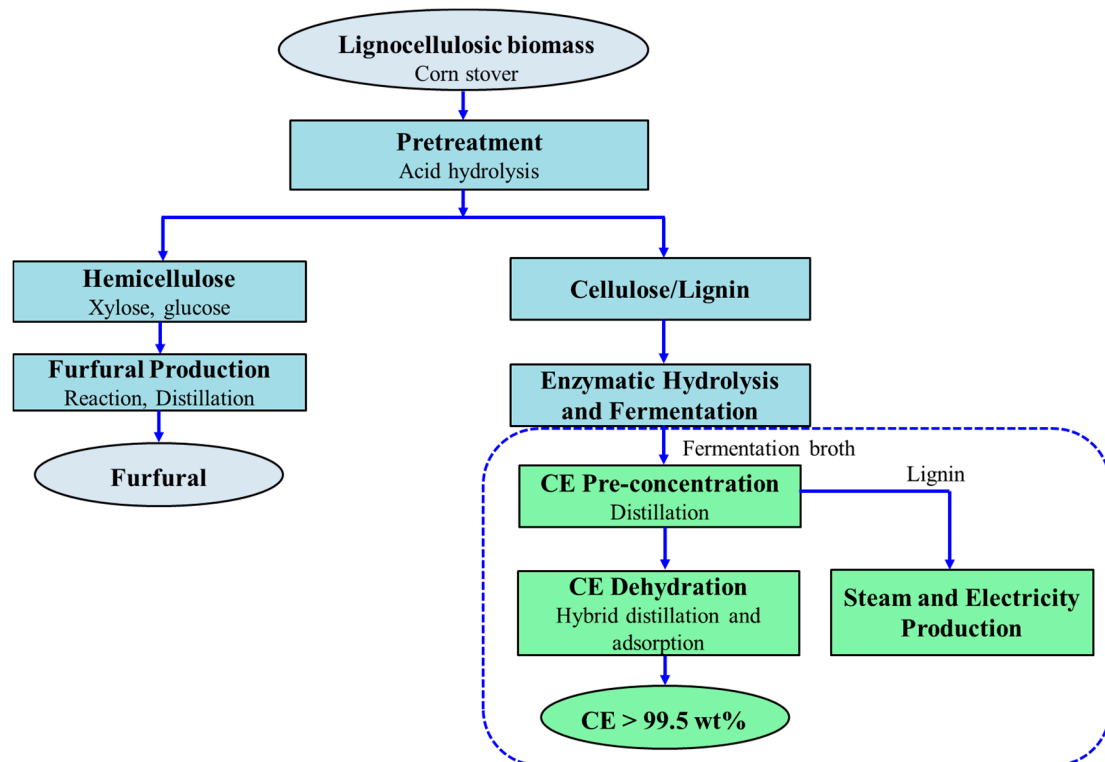 Lignocellulosic biomass
Corn stover
Pretreatment
Acid hydrolysis
Hemicellulose
Xylose, glucose
Cellulose/Lignin
Furfural Production
Reaction, Distillation
Enzymatic Hydrolysis
and Fermentation
Furfural
Fermentation broth
CE Pre-concentration
Distillation
Lignin
CE Dehydration
Hybrid distillation and
adsorption
Steam and Electricity
Production
CE > 99.5 wt%